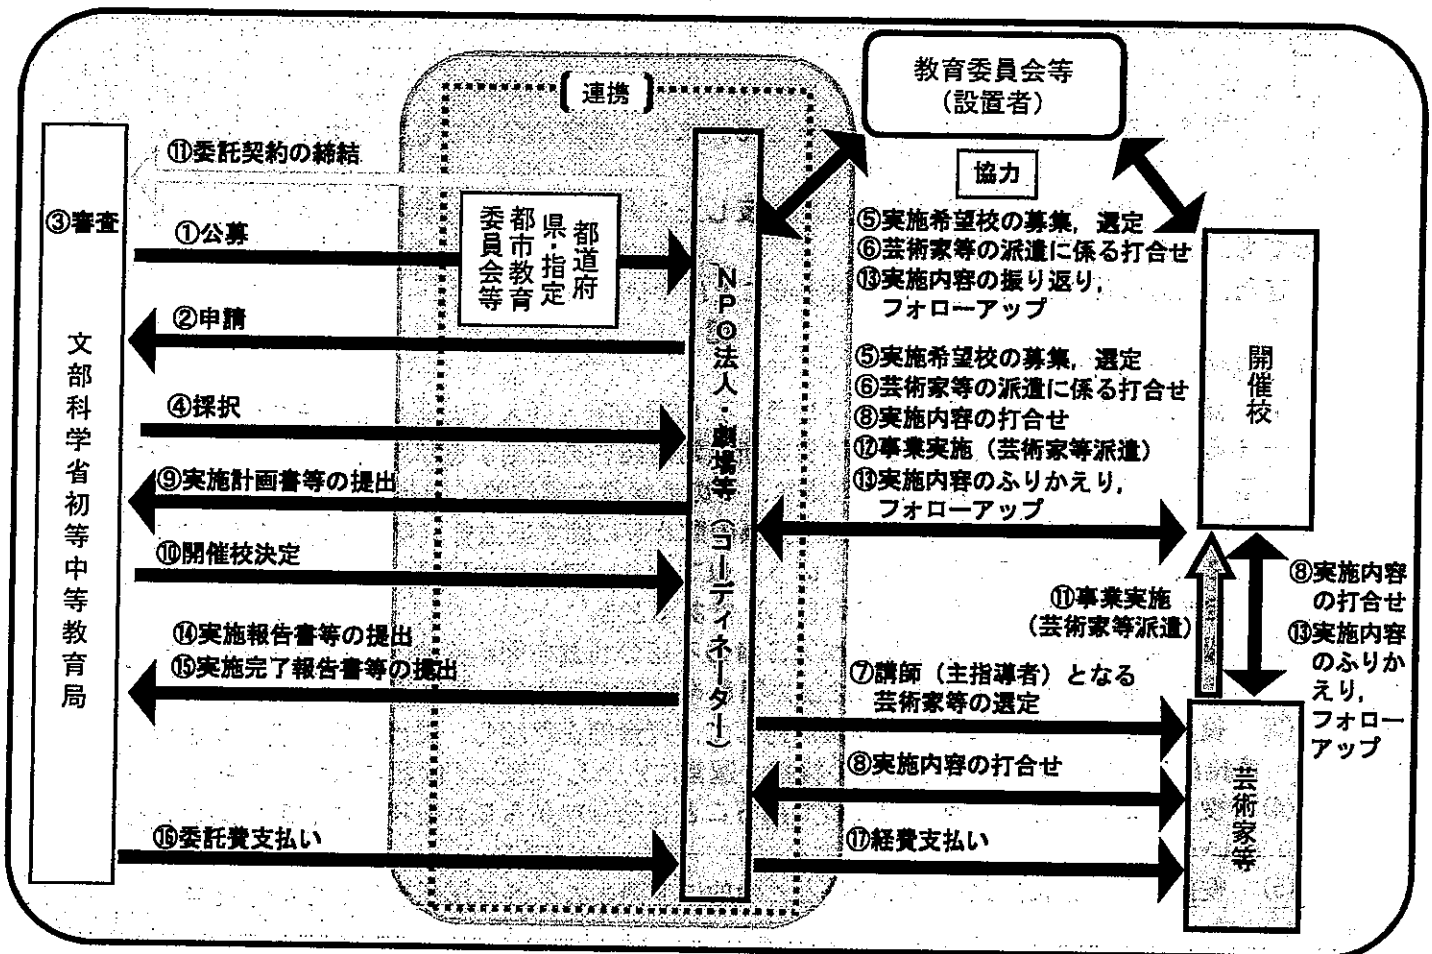 連携
教育委員会等
（設置者）
協力
⑪委託契約の締結
③審査
①公募
都道府
県・指定
都市教育
委員会等
②申請
④採択
⑨実施計画書等の提出
⑩開催校決定
⑭実施報告書等の提出
⑮実施完了報告書等の提出
⑯委託費支払い
文部科学省初等中等教育局
NPO法人・劇場等（コーディネーター）
⑤実施希望校の募集，選定
⑥芸術家等の派遣に係る打合せ
⑬実施内容の振り返り，
フォローアップ
⑤実施希望校の募集，選定
⑥芸術家等の派遣に係る打合せ
⑧実施内容の打合せ
⑫事業実施（芸術家等派遣）
⑬実施内容のふりかえり，
フォローアップ
開催校
⑪事業実施
（芸術家等派遣）
⑧実施内容
の打合せ
⑬実施内容
のふりか
えり，
フォロー
アップ
⑦講師（主指導者）となる
芸術家等の選定
⑧実施内容の打合せ
⑰経費支払い
芸術家等